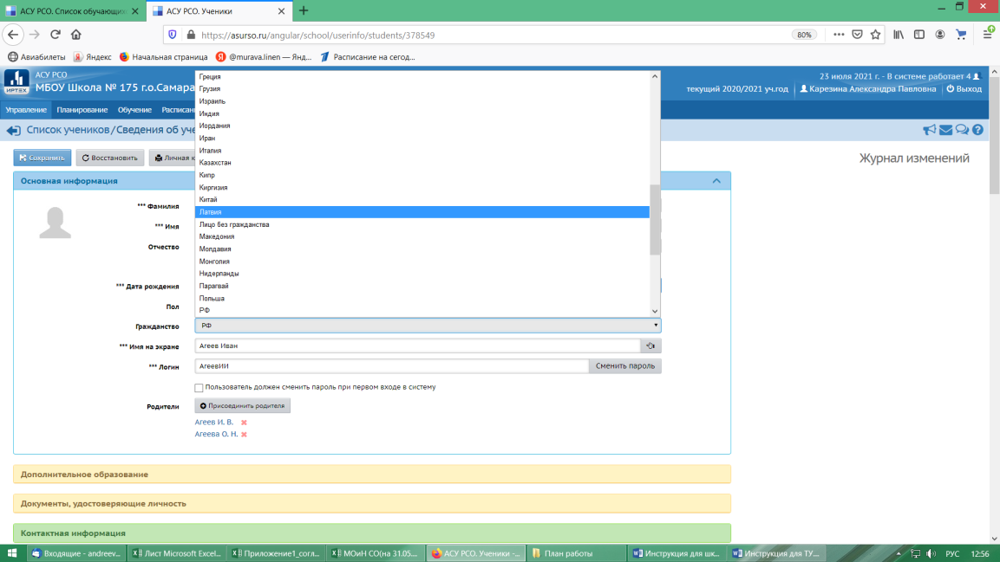 АСУ РСО. Список обучающих
АСУ РСО. Ученики
https://asurso.ru/angular/school/userinfo/students/378549
80%
Авиабилеты Яндекс Начальная страница @murava.linen — Янд... Расписание на сегод...
АСУ РСО
МБОУ Школа № 175 г.о.Самара
23 июля 2021 г. - В системе работает 4
текущий 2020/2021 уч.год Карезина Александра Павловна Выход
Управление Планирование Обучение Расписан
Список учеников/Сведения об уче
Сохранить Восстановить Личная к
Журнал изменений
Основная информация
*** Фамилия
*** Имя
Отчество
*** Дата рождения
Пол
Гражданство
Греция
Грузия
Израиль
Индия
Иордания
Иран
Италия
Казахстан
Кипр
Киргизия
Китай
Латвия
Лицо без гражданства
Македония
Молдавия
Монголия
Нидерланды
Парагвай
Польша
РФ
РФ
*** Имя на экране Агеев Иван
*** Логин АгеевИИ Сменить пароль
Пользователь должен сменить пароль при первом входе в систему
Родители Присоединить родителя
Агеев И. В.
Агеева О. Н.
Дополнительное образование
Документы, удостоверяющие личность
Контактная информация
Входящие - andreev... Лист Microsoft Excel... Приложение1_согл... МОиН СО(на 31.05.... АСУ РСО. Ученики -... План работы Инструкция для шк... Инструкция для ТУ... РУС 12:56